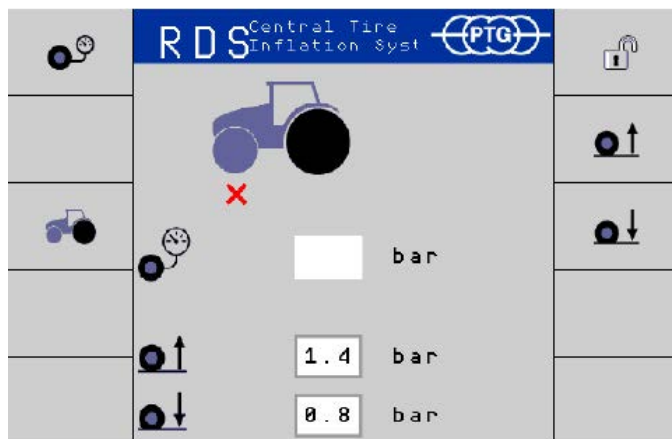 RDS Central Tire
Inflation Syst
PTG
bar
1.4 bar
0.8 bar